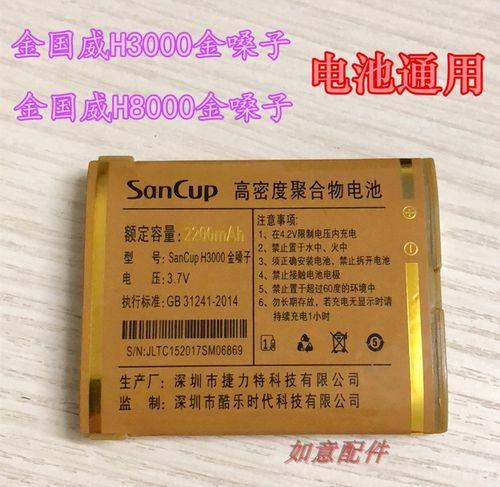 金国威H3000金嗓子
金国威H8000金嗓子
电池通用
SanCup 高密度聚合物电池
额定容量:2200mAh
型 号:SanCup H3000 金嗓子
电 压:3.7V
执行标准:GB 31241-2014
S/N:JLTC152017SM06869
注意事项:
1、在4.2V限制电压内充电
2、禁止置于水中、火中
3、须正确安装电池，禁止拆开电池
4、禁止接触电池电极
5、禁止置于超过60度的环境中
6、勿长期存放，若充电无显示时请
持续充电1小时
5
生产厂: 深圳市捷力特科技有限公司
监 制: 深圳市酷乐时代科技有限公司
如意配件